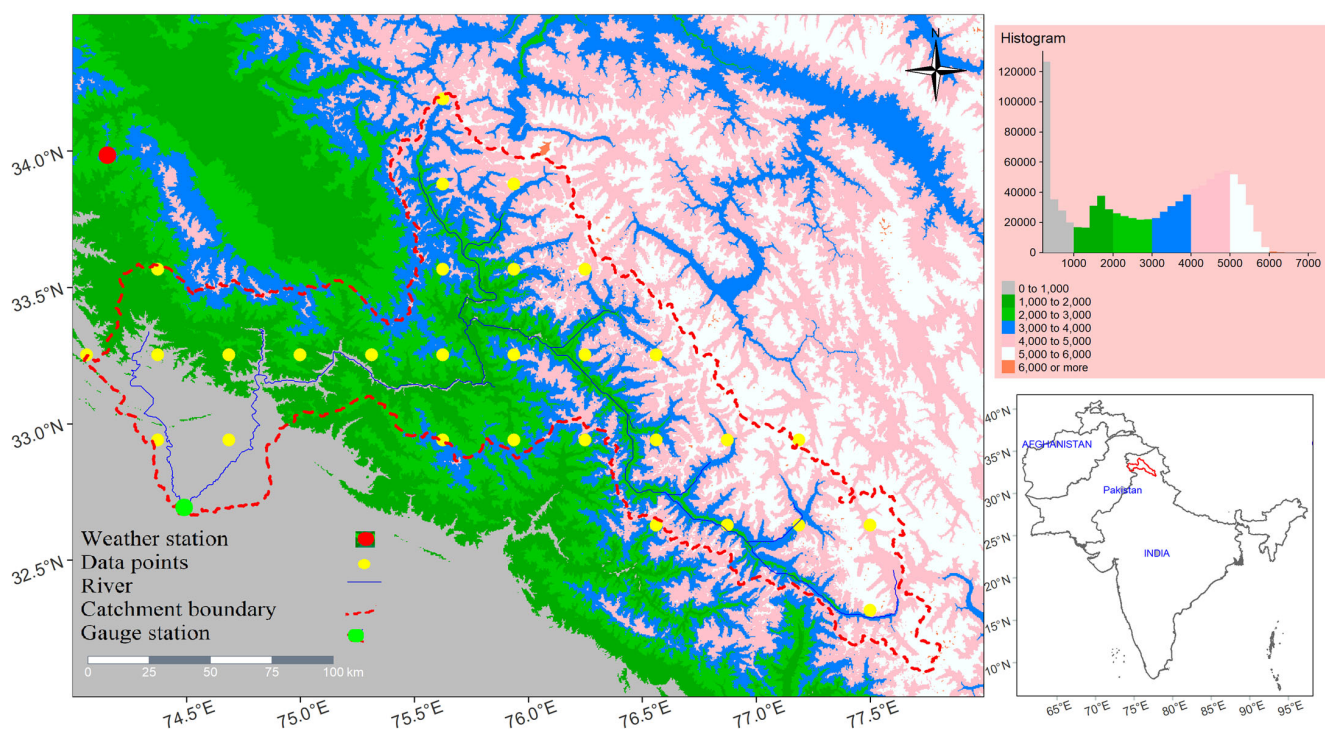 N
34.0°N
33.5°N
33.0°N
32.5°N
Weather station
Data points
River
Catchment boundary
Gauge station
0 25 50 75 100 km
74.5°E 75.0°E 75.5°E 76.0°E 76.5°E 77.0°E 77.5°E
Histogram
120000
100000
80000
60000
40000
20000
0
1000 2000 3000 4000 5000 6000 7000
0 to 1,000
1,000 to 2,000
2,000 to 3,000
3,000 to 4,000
4,000 to 5,000
5,000 to 6,000
6,000 or more
40°N
35°N
30°N
25°N
20°N
15°N
10°N
AFGHANISTAN
Pakistan
INDIA
65°E 70°E 75°E 80°E 85°E 90°E 95°E